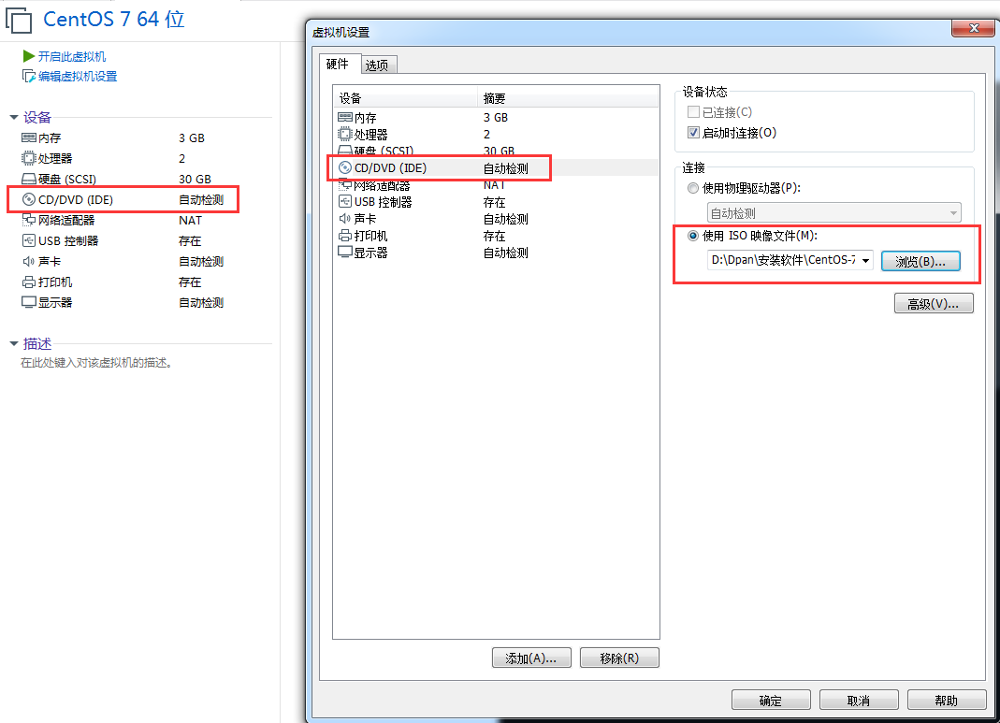 CentOS 7 64 位
开启此虚拟机
编辑虚拟机设置
设备
内存 3 GB
处理器 2
硬盘 (SCSI) 30 GB
CD/DVD (IDE) 自动检测
网络适配器 NAT
USB 控制器 存在
声卡 自动检测
打印机 存在
显示器 自动检测
描述
在此处键入对该虚拟机的描述。
虚拟机设置
硬件 选项
设备 摘要
内存 3 GB
处理器 2
硬盘 (SCSI) 30 GB
CD/DVD (IDE) 自动检测
网络适配器 NAT
USB 控制器 存在
声卡 自动检测
打印机 存在
显示器 自动检测
添加(A)... 移除(R)
设备状态
已连接(C)
启动时连接(O)
连接
使用物理驱动器(P):
自动检测
使用 ISO 映像文件(M):
D:\Dpan\安装软件\CentOS-7 浏览(B)...
高级(V)...
确定 取消 帮助